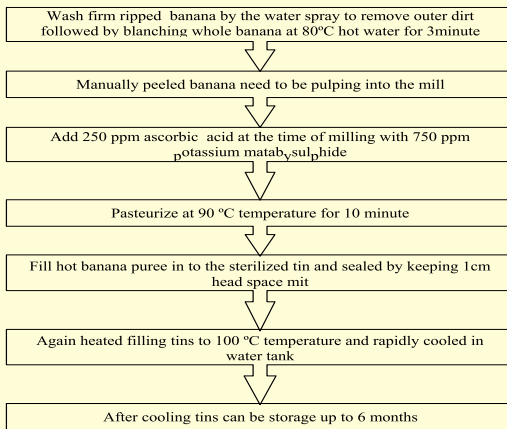 Wash firm ripped banana by the water spray to remove outer dirt
followed by blanching whole banana at 80ºC hot water for 3minute
Manually peeled banana need to be pulping into the mill
Add 250 ppm ascorbic acid at the time of milling with 750 ppm
potassium matabysulphide
Pasteurize at 90 ºC temperature for 10 minute
Fill hot banana puree in to the sterilized tin and sealed by keeping 1cm
head space mit
Again heated filling tins to 100 ºC temperature and rapidly cooled in
water tank
After cooling tins can be storage up to 6 months